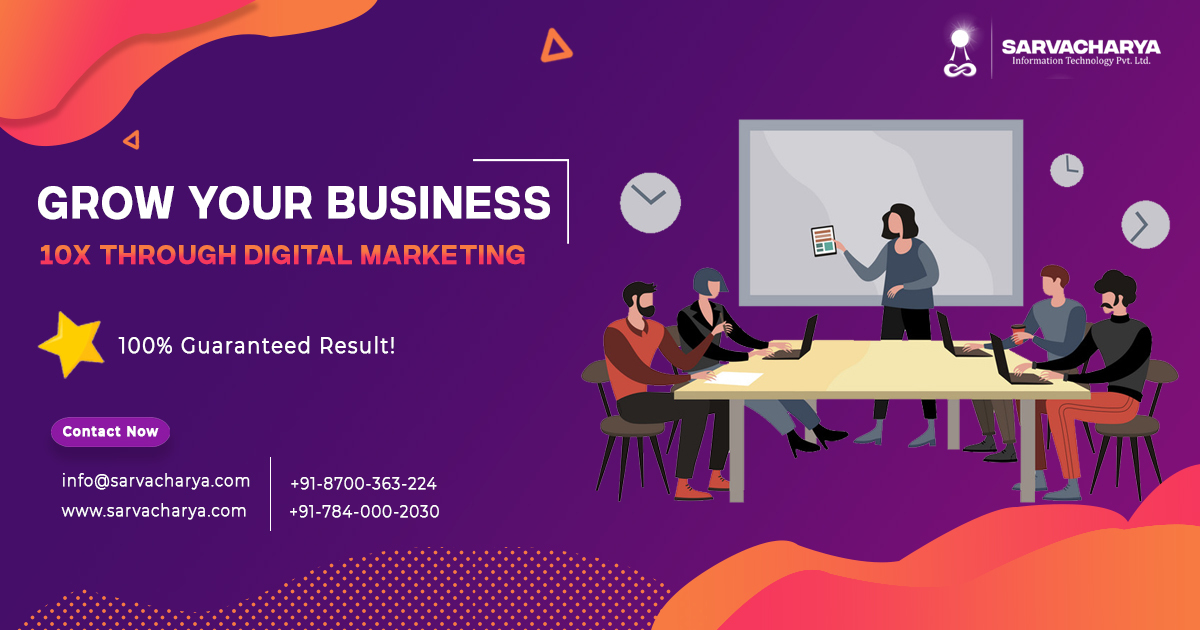 SARVACHARYA
Information Technology Pvt. Ltd.
GROW YOUR BUSINESS
10X THROUGH DIGITAL MARKETING
100% Guaranteed Result!
Contact Now
info@sarvacharya.com
www.sarvacharya.com
+91-8700-363-224
+91-784-000-2030